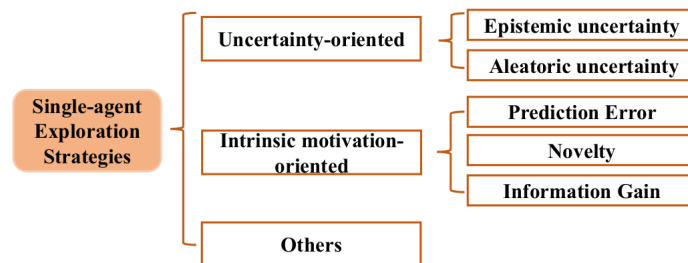 Single-agent
Exploration
Strategies
Uncertainty-oriented
Epistemic uncertainty
Aleatoric uncertainty
Intrinsic motivation-
oriented
Prediction Error
Novelty
Information Gain
Others